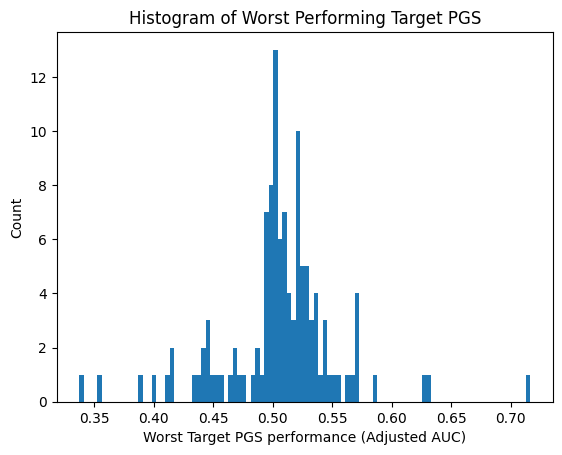 Histogram of Worst Performing Target PGS
12
10
8
6
4
2
0
Count
0.35 0.40 0.45 0.50 0.55 0.60 0.65 0.70
Worst Target PGS performance (Adjusted AUC)